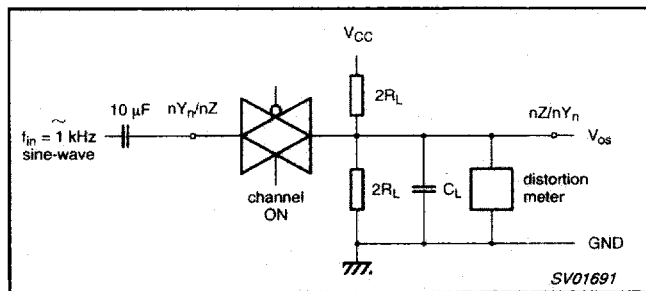 V_CC
10 μF
nY_n/nZ
2R_L
nZ/nY_n
f_in = 1 kHz
~
sine-wave
V_os
channel
ON
2R_L
C_L
distortion
meter
GND
SV01691